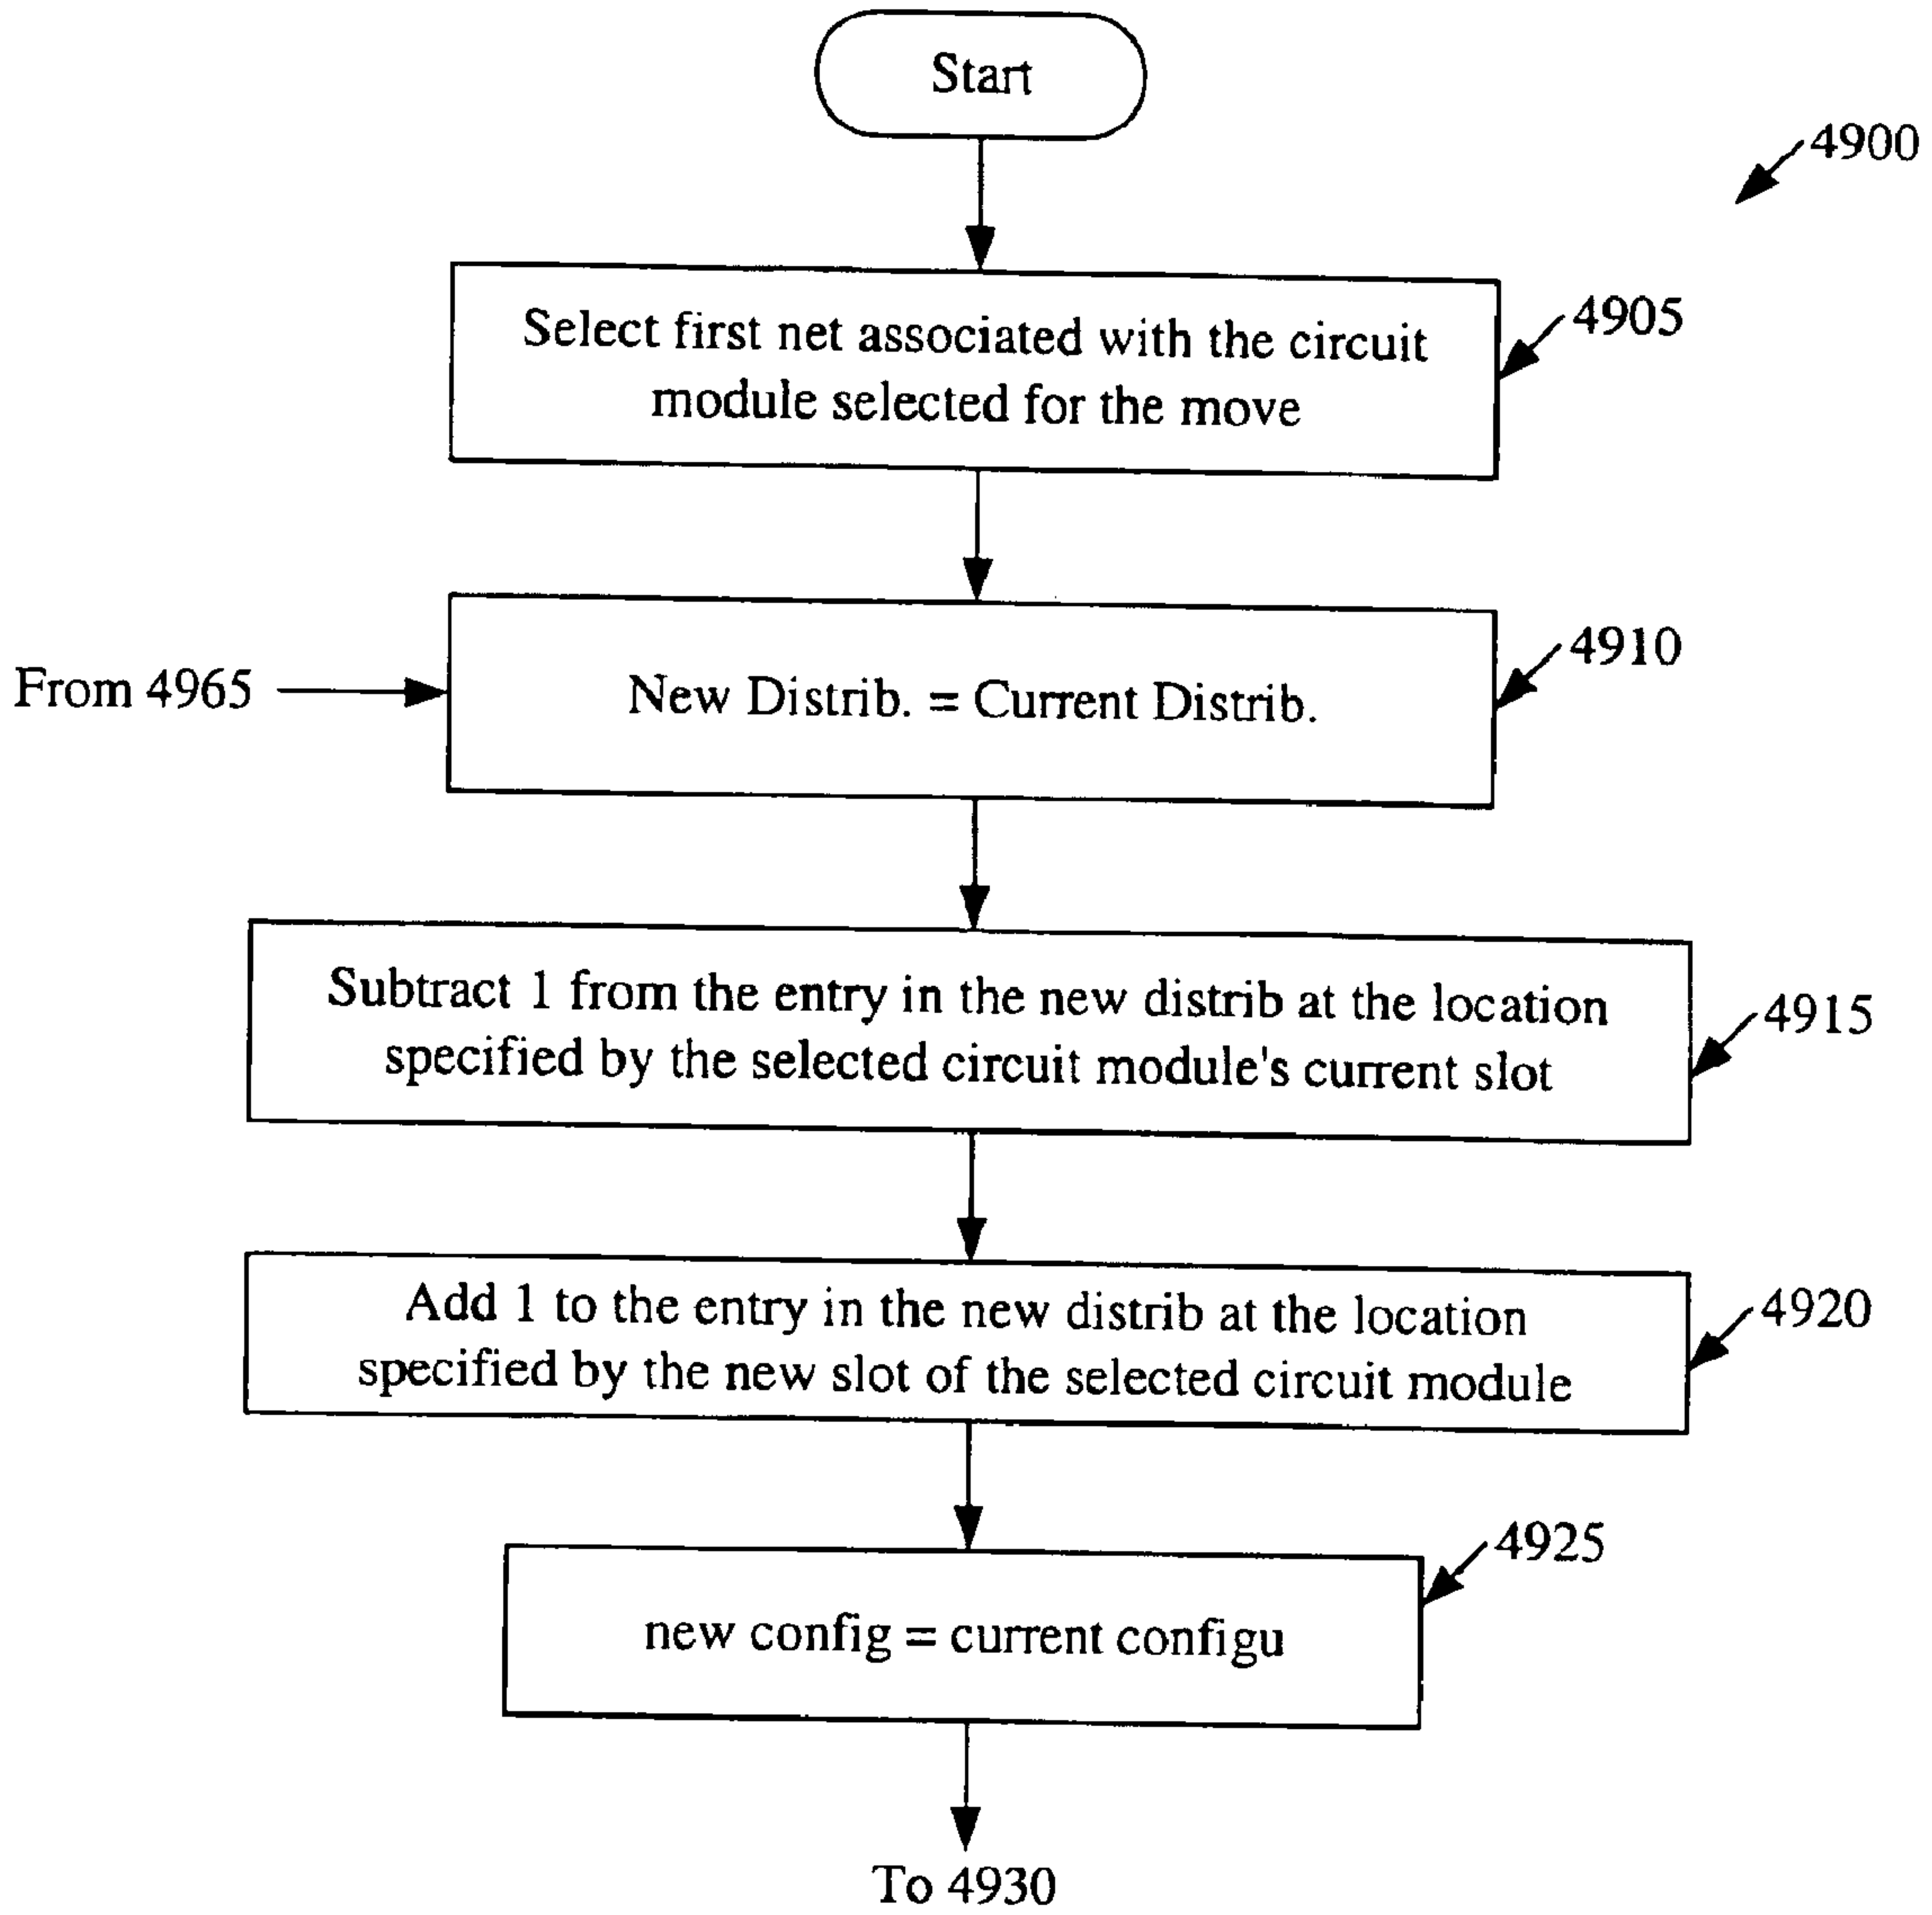 Start
4900
Select first net associated with the circuit
module selected for the move
4905
From 4965
New Distrib. = Current Distrib.
4910
Subtract 1 from the entry in the new distrib at the location
specified by the selected circuit module's current slot
4915
Add 1 to the entry in the new distrib at the location
specified by the new slot of the selected circuit module
4920
new config = current configu
4925
To 4930